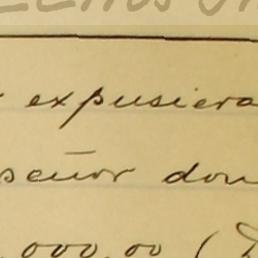 expusiera
señor don
.000.00 (